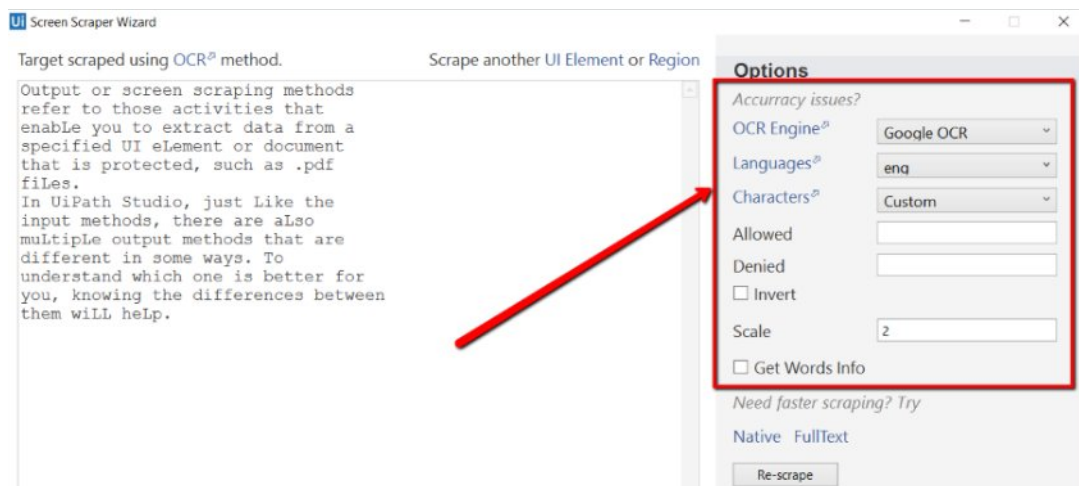 Ui Screen Scraper Wizard
Target scraped using OCR method.
Scrape another UI Element or Region
Output or screen scraping methods
refer to those activities that
enabLe you to extract data from a
specified UI eLement or document
that is protected, such as .pdf
fiLes.
In UiPath Studio, just Like the
input methods, there are aLso
muLtipLe output methods that are
different in some ways. To
understand which one is better for
you, knowing the differences between
them wiLL heLp.
Options
Accurracy issues?
OCR Engine Google OCR
Languages eng
Characters Custom
Allowed
Denied
Invert
Scale 2
Get Words Info
Need faster scraping? Try
Native FullText
Re-scrape